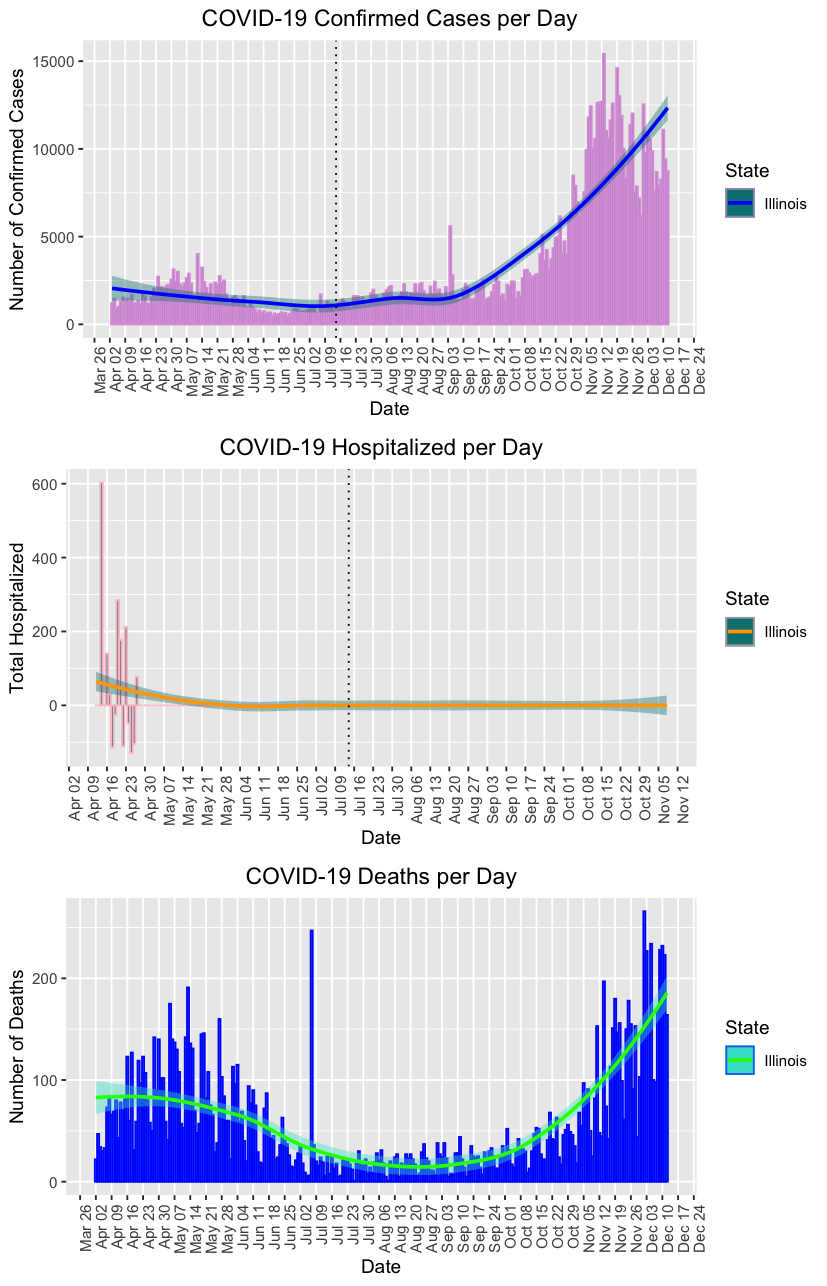 COVID-19 Confirmed Cases per Day
Number of Confirmed Cases
15000
10000
5000
0
Mar 26
Apr 02
Apr 09
Apr 16
Apr 23
Apr 30
May 07
May 14
May 21
May 28
Jun 04
Jun 11
Jun 18
Jun 25
Jul 02
Jul 09
Jul 16
Jul 23
Jul 30
Aug 06
Aug 13
Aug 20
Aug 27
Sep 03
Sep 10
Sep 17
Sep 24
Oct 01
Oct 08
Oct 15
Oct 22
Oct 29
Nov 05
Nov 12
Nov 19
Nov 26
Dec 03
Dec 10
Dec 17
Dec 24
Date
State
Illinois
COVID-19 Hospitalized per Day
Total Hospitalized
600
400
200
0
Apr 02
Apr 09
Apr 16
Apr 23
Apr 30
May 07
May 14
May 21
May 28
Jun 04
Jun 11
Jun 18
Jun 25
Jul 02
Jul 09
Jul 16
Jul 23
Jul 30
Aug 06
Aug 13
Aug 20
Aug 27
Sep 03
Sep 10
Sep 17
Sep 24
Oct 01
Oct 08
Oct 15
Oct 22
Oct 29
Nov 05
Nov 12
Date
State
Illinois
COVID-19 Deaths per Day
Number of Deaths
200
100
0
Mar 26
Apr 02
Apr 09
Apr 16
Apr 23
Apr 30
May 07
May 14
May 21
May 28
Jun 04
Jun 11
Jun 18
Jun 25
Jul 02
Jul 09
Jul 16
Jul 23
Jul 30
Aug 06
Aug 13
Aug 20
Aug 27
Sep 03
Sep 10
Sep 17
Sep 24
Oct 01
Oct 08
Oct 15
Oct 22
Oct 29
Nov 05
Nov 12
Nov 19
Nov 26
Dec 03
Dec 10
Dec 17
Dec 24
Date
State
Illinois